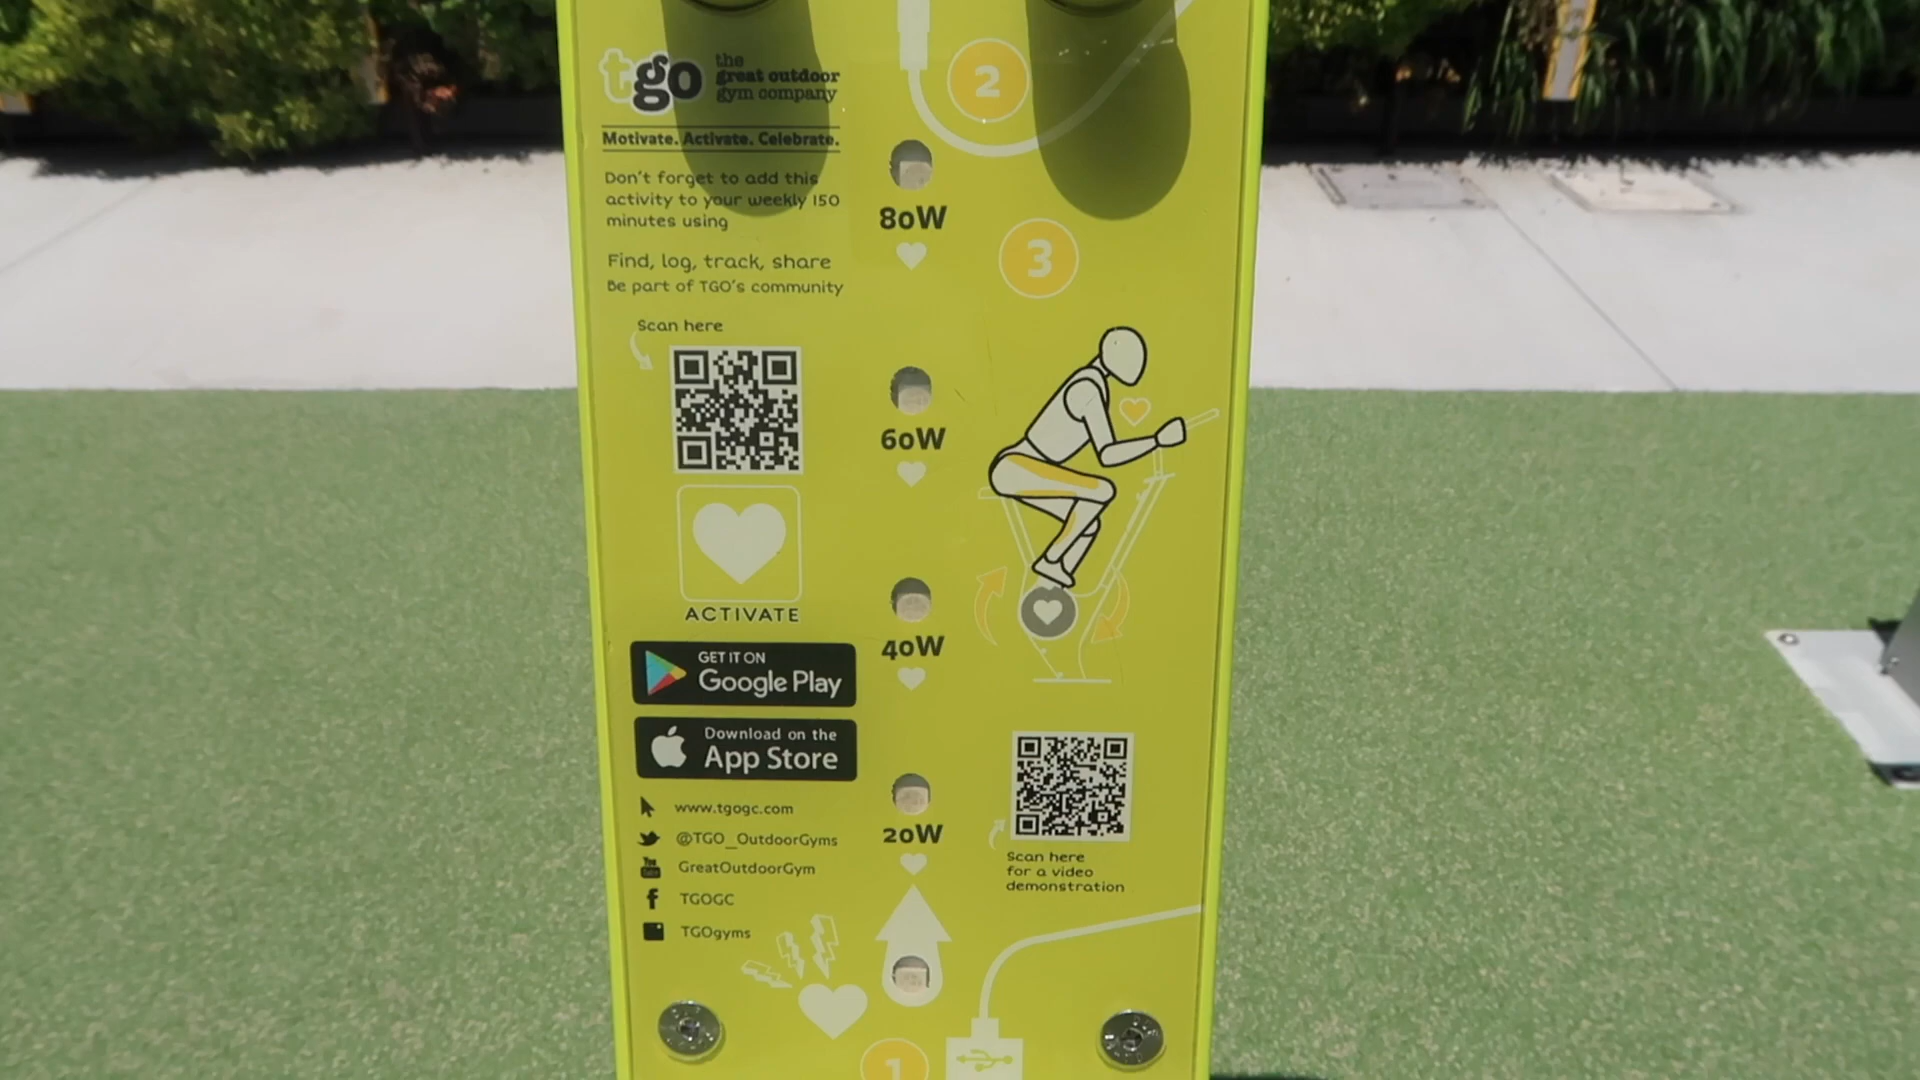 tgo
the
great outdoor
gym company
Motivate. Activate. Celebrate.
Don't forget to add this
activity to your weekly 150
minutes using
Find, log, track, share
Be part of TGO's community
Scan here
ACTIVATE
GET IT ON
Google Play
Download on the
App Store
www.tgogc.com
@TGO_OutdoorGyms
You
Tube
GreatOutdoorGym
f
TGOGC
TGOgyms
80W
60W
40W
20W
2
3
Scan here
for a video
demonstration
1